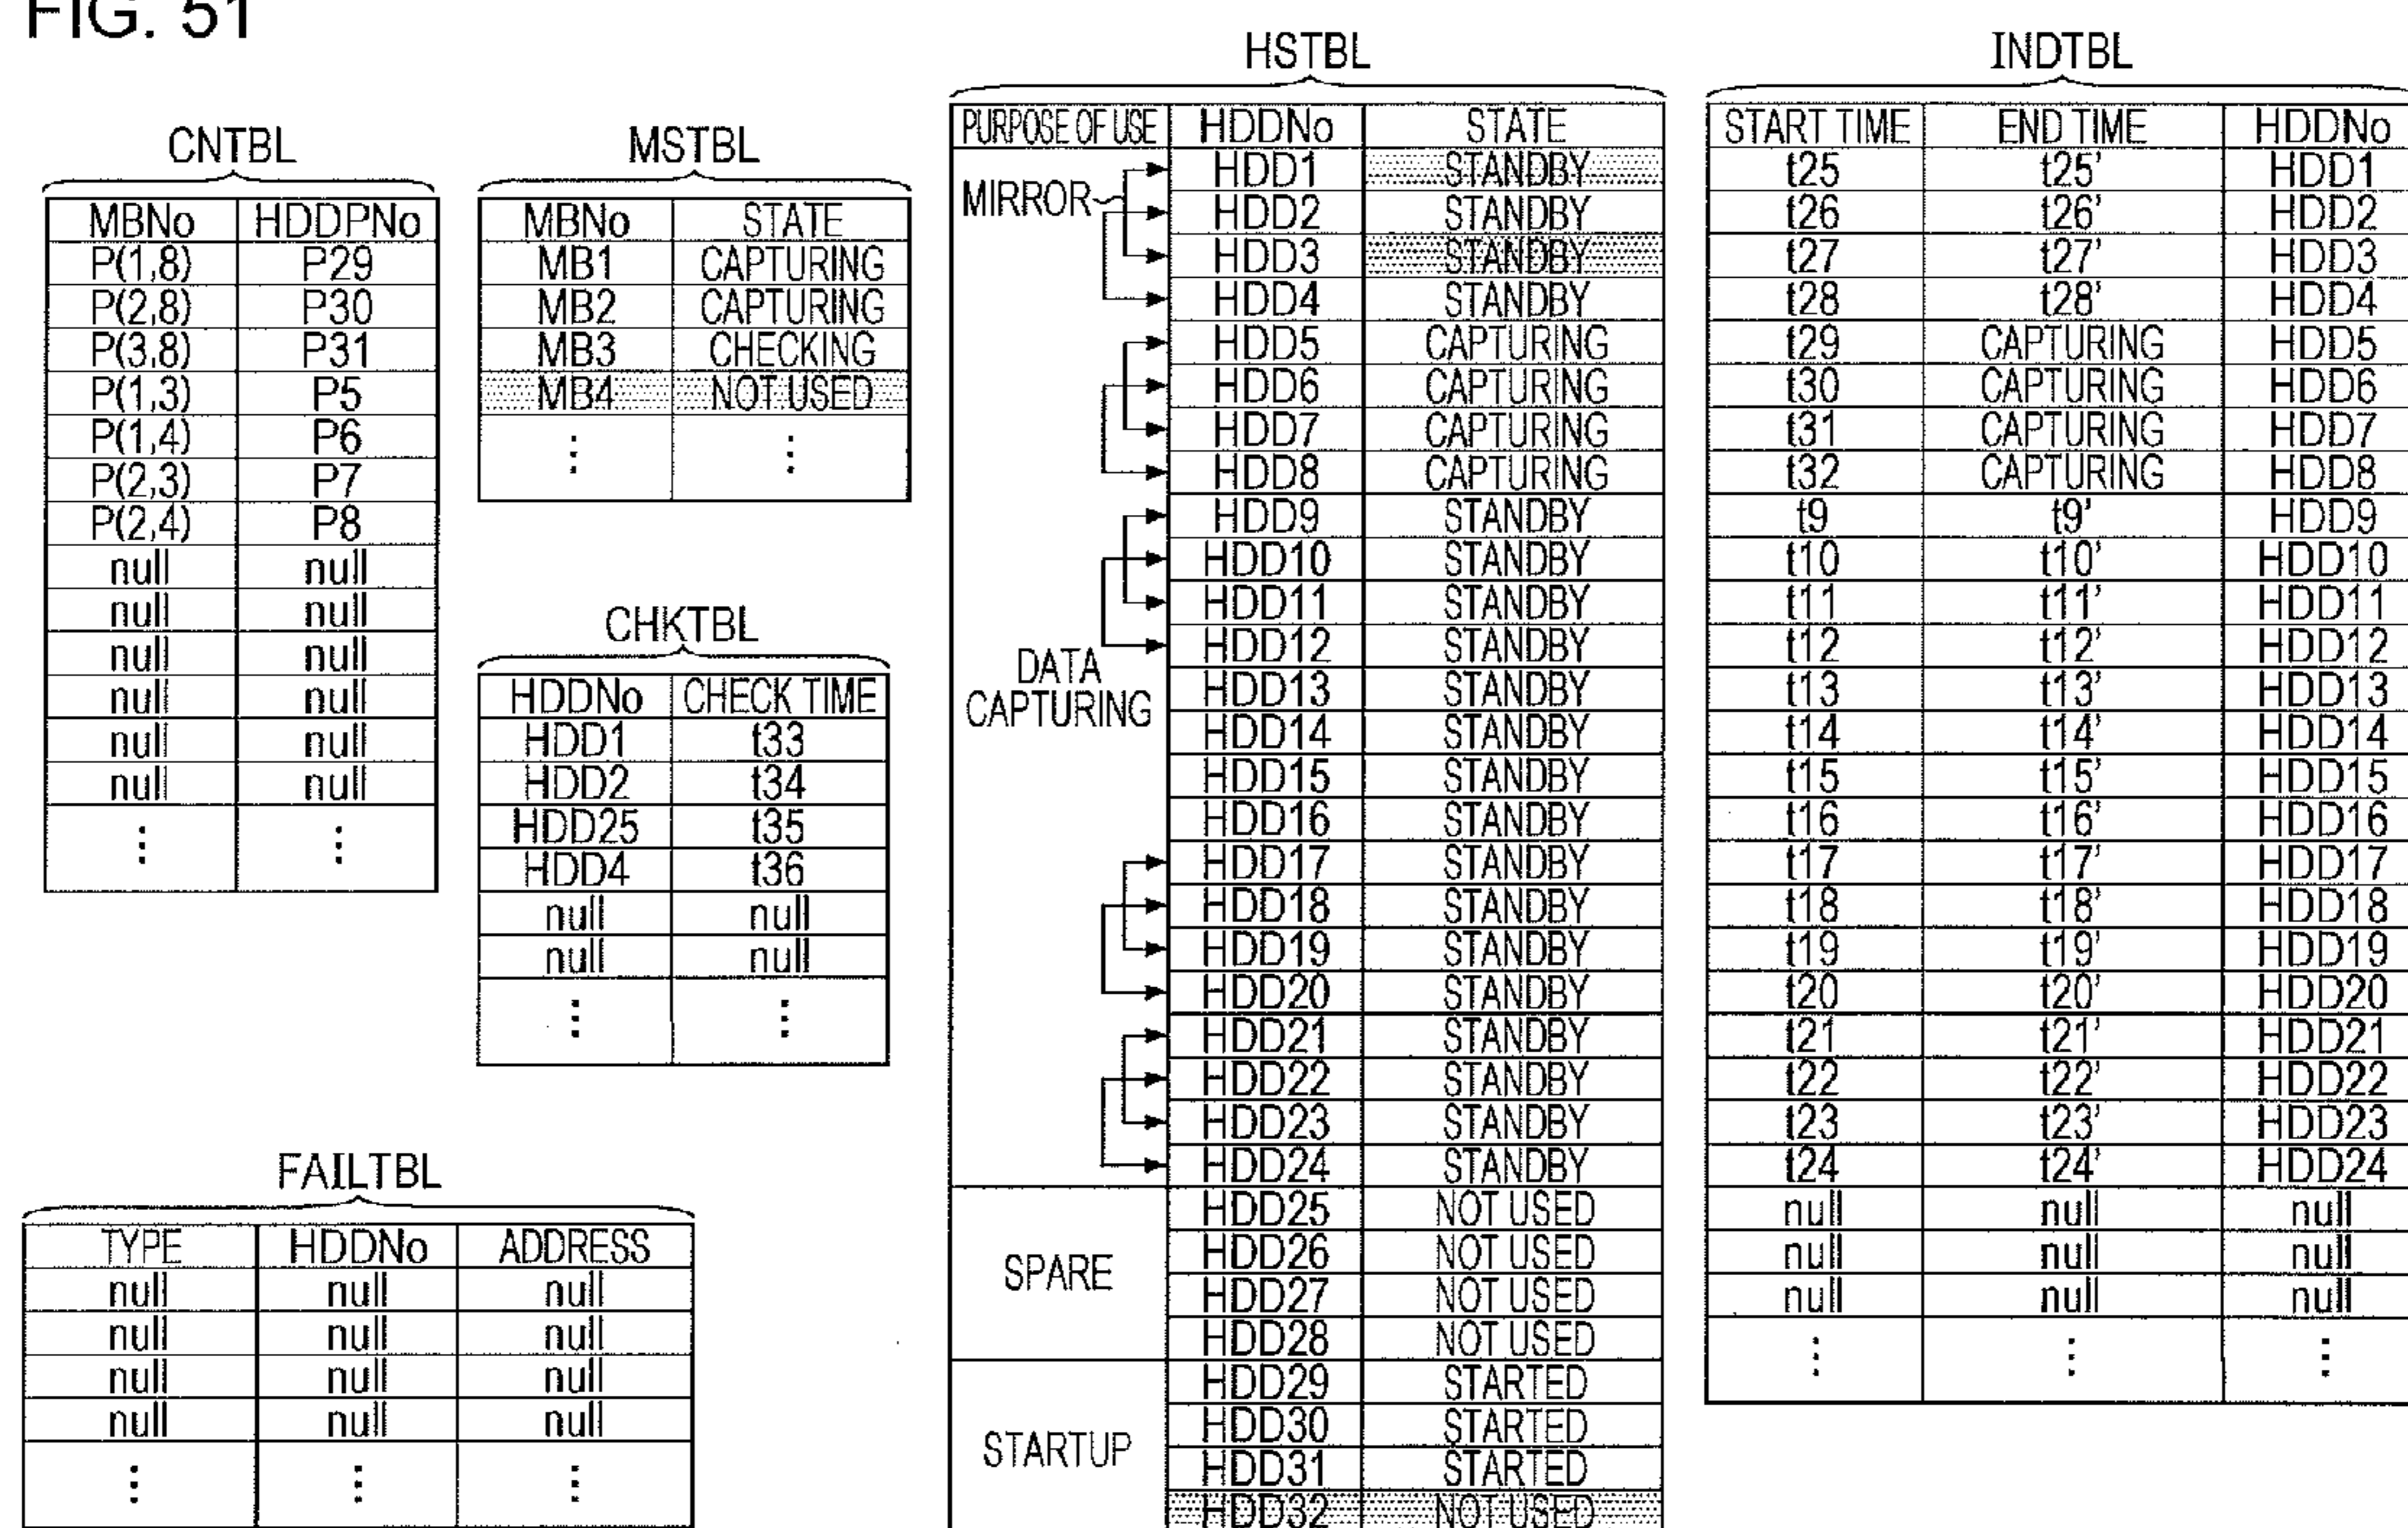 FIG. 51
CNTBL
MBNo HDDPNo
P(1,8) P29
P(2,8) P30
P(3,8) P31
P(1,3) P5
P(1,4) P6
P(2,3) P7
P(2,4) P8
null null
null null
null null
null null
null null
null null
⋮ ⋮
MSTBL
MBNo STATE
MB1 CAPTURING
MB2 CAPTURING
MB3 CHECKING
MB4 NOT USED
⋮ ⋮
CHKTBL
HDDNo CHECK TIME
HDD1 t33
HDD2 t34
HDD25 t35
HDD4 t36
null null
null null
⋮ ⋮
FAILTBL
TYPE HDDNo ADDRESS
null null null
null null null
null null null
null null null
⋮ ⋮ ⋮
HSTBL
PURPOSE OF USE HDDNo STATE
MIRROR
DATA
CAPTURING
HDD1 STANDBY
HDD2 STANDBY
HDD3 STANDBY
HDD4 STANDBY
HDD5 CAPTURING
HDD6 CAPTURING
HDD7 CAPTURING
HDD8 CAPTURING
HDD9 STANDBY
HDD10 STANDBY
HDD11 STANDBY
HDD12 STANDBY
HDD13 STANDBY
HDD14 STANDBY
HDD15 STANDBY
HDD16 STANDBY
HDD17 STANDBY
HDD18 STANDBY
HDD19 STANDBY
HDD20 STANDBY
HDD21 STANDBY
HDD22 STANDBY
HDD23 STANDBY
HDD24 STANDBY
SPARE
HDD25 NOT USED
HDD26 NOT USED
HDD27 NOT USED
HDD28 NOT USED
STARTUP
HDD29 STARTED
HDD30 STARTED
HDD31 STARTED
HDD32 NOT USED
INDTBL
START TIME END TIME HDDNo
t25 t25' HDD1
t26 t26' HDD2
t27 t27' HDD3
t28 t28' HDD4
t29 CAPTURING HDD5
t30 CAPTURING HDD6
t31 CAPTURING HDD7
t32 CAPTURING HDD8
t9 t9' HDD9
t10 t10' HDD10
t11 t11' HDD11
t12 t12' HDD12
t13 t13' HDD13
t14 t14' HDD14
t15 t15' HDD15
t16 t16' HDD16
t17 t17' HDD17
t18 t18' HDD18
t19 t19' HDD19
t20 t20' HDD20
t21 t21' HDD21
t22 t22' HDD22
t23 t23' HDD23
t24 t24' HDD24
null null null
null null null
null null null
⋮ ⋮ ⋮